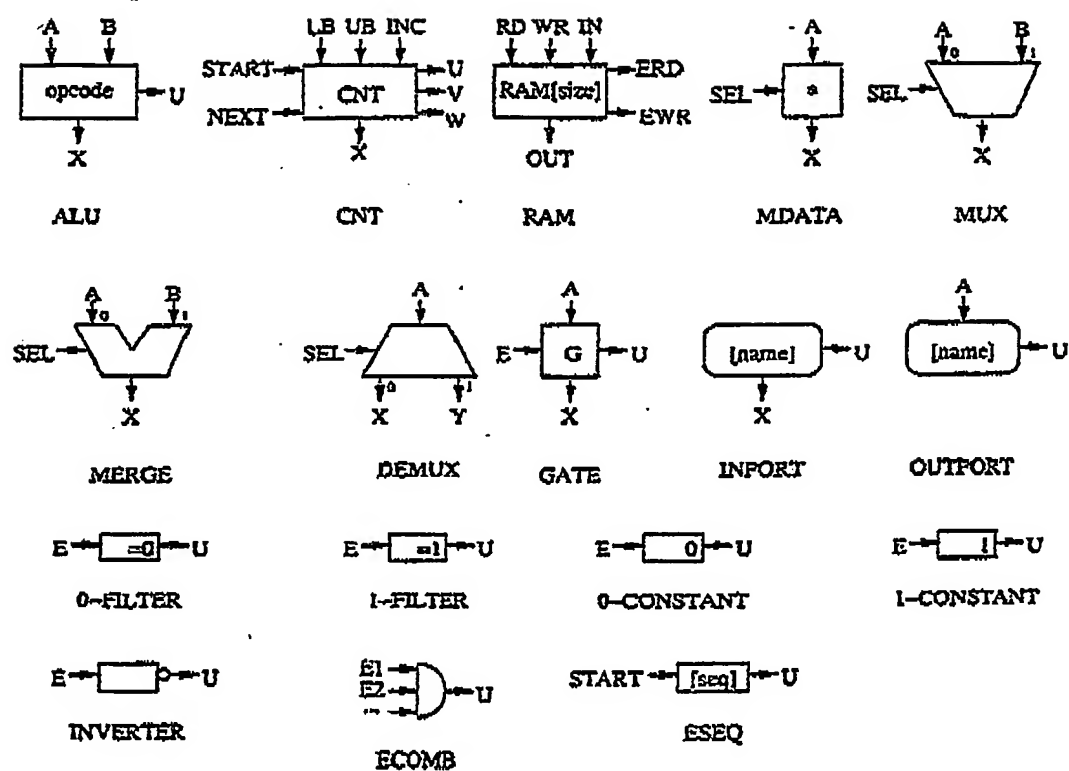 A B LB UB INC RD WR IN A A B
0 1
START U ERD
opcode U CNT V RAM[size] SEL a SEL
NEXT W EWR
X X OUT X X
ALU CNT RAM MDATA MUX
A B A A A
0 1
SEL SEL E G U [name] U [name] U
0 1
X X Y X X
MERGE DEMUX GATE INPORT OUTPORT
E =0 U E =1 U E 0 U E 1 U
0-FILTER 1-FILTER 0-CONSTANT 1-CONSTANT
E U E1 E2 ... U START [seq] U
INVERTER ECOMB ESEQ